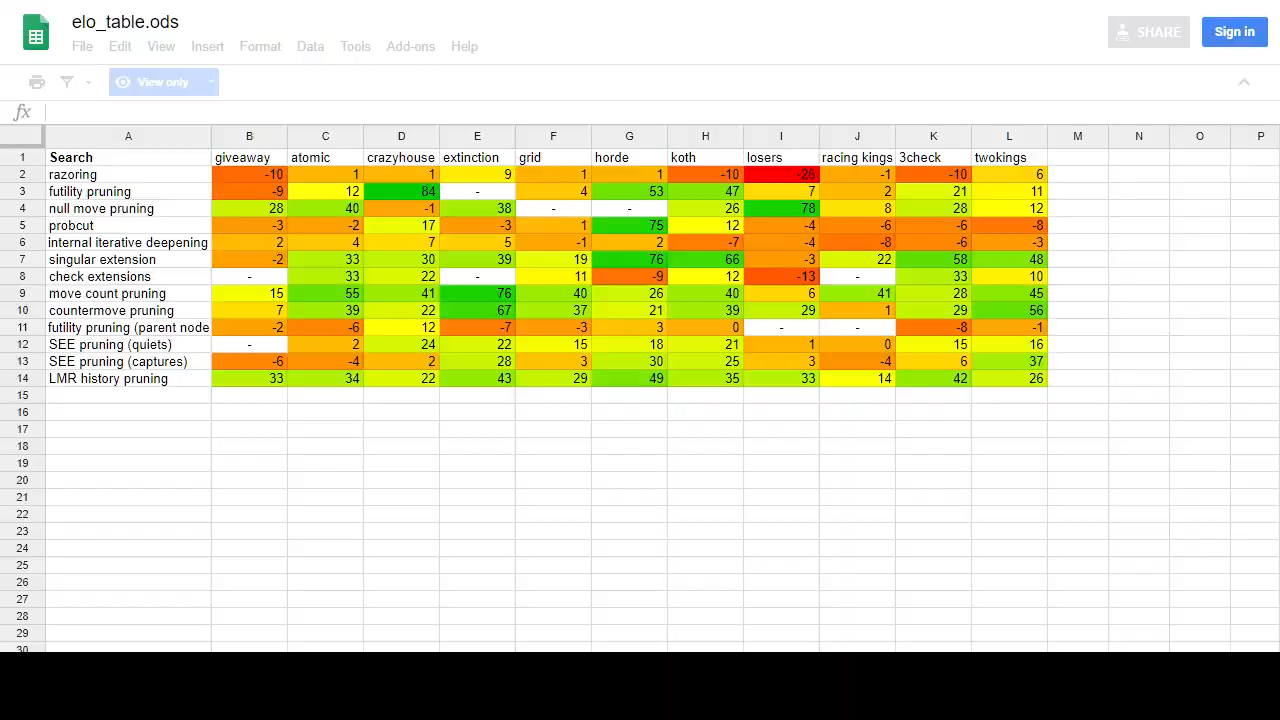 elo_table.ods
File Edit View Insert Format Data Tools Add-ons Help
SHARE
Sign in
View only
fx
A B C D E F G H I J K L M N O P
1 Search giveaway atomic crazyhouse extinction grid horde koth losers racing kings 3check twokings
2 razoring -10 1 1 9 1 1 -10 -26 -1 -10 6
3 futility pruning -9 12 84 - 4 53 47 7 2 21 11
4 null move pruning 28 40 -1 38 - - 26 78 8 28 12
5 probcut -3 -2 17 -3 1 75 12 -4 -6 -6 -8
6 internal iterative deepening 2 4 7 5 -1 2 -7 -4 -8 -6 -3
7 singular extension -2 33 30 39 19 76 66 -3 22 58 48
8 check extensions - 33 22 - 11 -9 12 -13 - 33 10
9 move count pruning 15 55 41 76 40 26 40 6 41 28 45
10 countermove pruning 7 39 22 67 37 21 39 29 1 29 56
11 futility pruning (parent node -2 -6 12 -7 -3 3 0 - - -8 -1
12 SEE pruning (quiets) - 2 24 22 15 18 21 1 0 15 16
13 SEE pruning (captures) -6 -4 2 28 3 30 25 3 -4 6 37
14 LMR history pruning 33 34 22 43 29 49 35 33 14 42 26
15
16
17
18
19
20
21
22
23
24
25
26
27
28
29
30